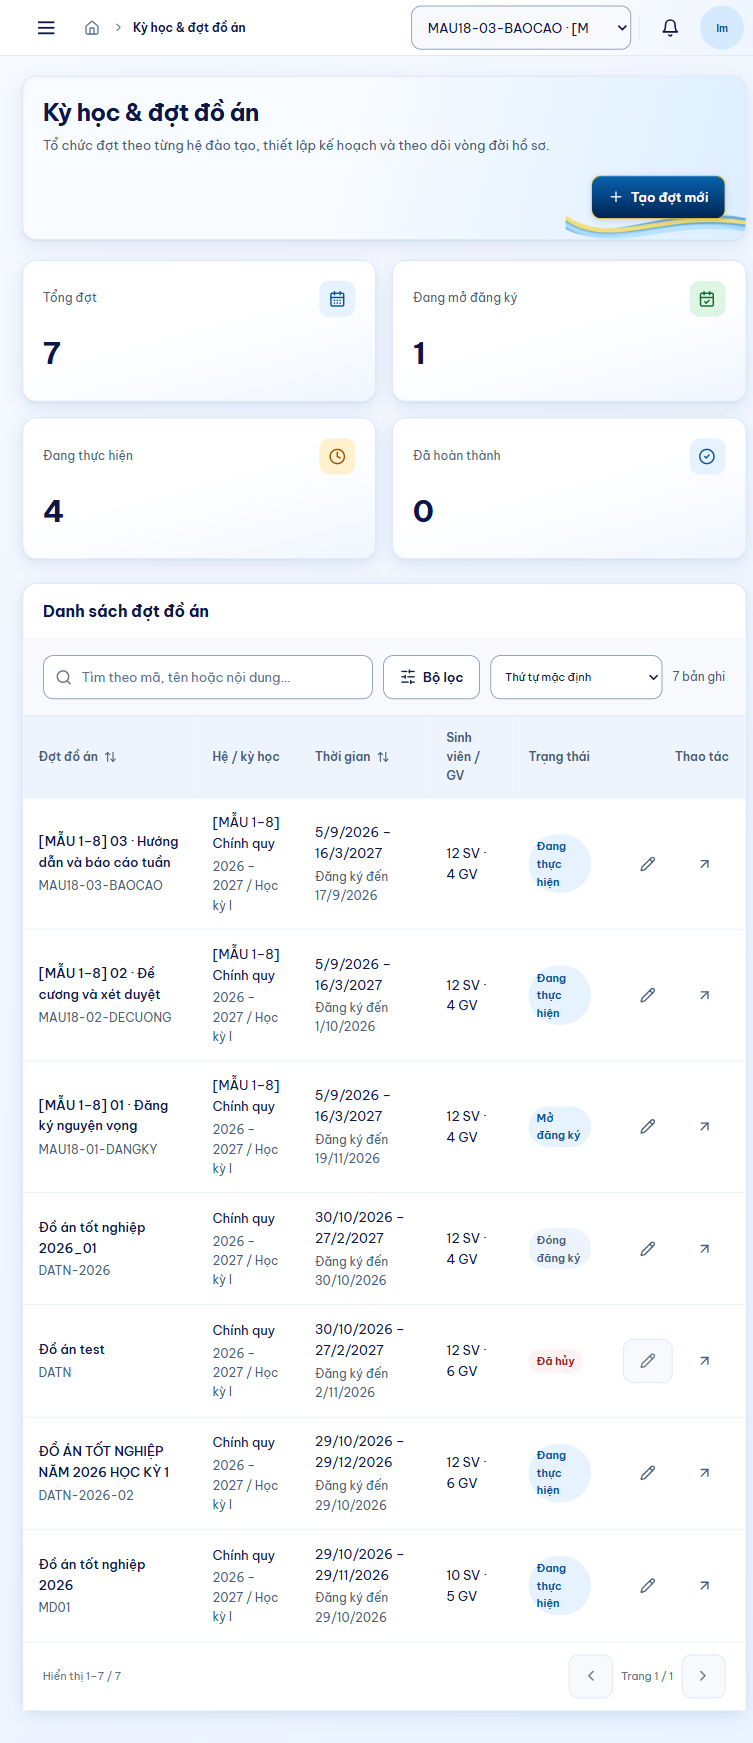 Kỳ học & đợt đồ án
MAU18-03-BAOCAO · [M
lm
Kỳ học & đợt đồ án
Tổ chức đợt theo từng hệ đào tạo, thiết lập kế hoạch và theo dõi vòng đời hồ sơ.
Tạo đợt mới
Tổng đợt
7
Đang mở đăng ký
1
Đang thực hiện
4
Đã hoàn thành
0
Danh sách đợt đồ án
Tìm theo mã, tên hoặc nội dung...
Bộ lọc
Thứ tự mặc định
7 bản ghi
Đợt đồ án
Hệ / kỳ học
Thời gian
Sinh
viên /
GV
Trạng thái
Thao tác
[MẪU 1–8] 03 · Hướng
dẫn và báo cáo tuần
MAU18-03-BAOCAO
[MẪU 1–8]
Chính quy
2026 –
2027 / Học
kỳ I
5/9/2026 –
16/3/2027
Đăng ký đến
17/9/2026
12 SV ·
4 GV
Đang
thực
hiện
[MẪU 1–8] 02 · Đề
cương và xét duyệt
MAU18-02-DECUONG
[MẪU 1–8]
Chính quy
2026 –
2027 / Học
kỳ I
5/9/2026 –
16/3/2027
Đăng ký đến
1/10/2026
12 SV ·
4 GV
Đang
thực
hiện
[MẪU 1–8] 01 · Đăng
ký nguyện vọng
MAU18-01-DANGKY
[MẪU 1–8]
Chính quy
2026 –
2027 / Học
kỳ I
5/9/2026 –
16/3/2027
Đăng ký đến
19/11/2026
12 SV ·
4 GV
Mở
đăng ký
Đồ án tốt nghiệp
2026_01
DATN-2026
Chính quy
2026 –
2027 / Học
kỳ I
30/10/2026 –
27/2/2027
Đăng ký đến
30/10/2026
12 SV ·
4 GV
Đóng
đăng ký
Đồ án test
DATN
Chính quy
2026 –
2027 / Học
kỳ I
30/10/2026 –
27/2/2027
Đăng ký đến
2/11/2026
12 SV ·
6 GV
Đã hủy
ĐỒ ÁN TỐT NGHIỆP
NĂM 2026 HỌC KỲ 1
DATN-2026-02
Chính quy
2026 –
2027 / Học
kỳ I
29/10/2026 –
29/12/2026
Đăng ký đến
29/10/2026
12 SV ·
6 GV
Đang
thực
hiện
Đồ án tốt nghiệp
2026
MD01
Chính quy
2026 –
2027 / Học
kỳ I
29/10/2026 –
29/11/2026
Đăng ký đến
29/10/2026
10 SV ·
5 GV
Đang
thực
hiện
Hiển thị 1–7 / 7
Trang 1 / 1